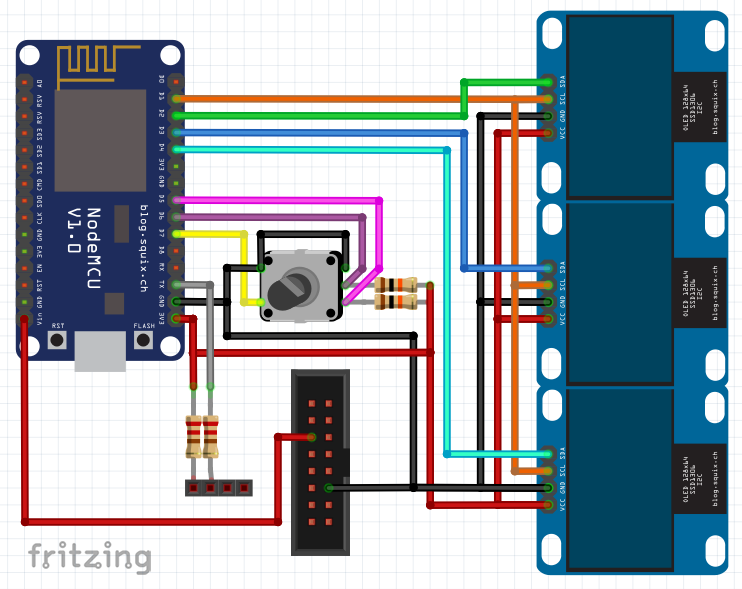 A0
RSV
RSV
SD3
SD2
SD1
CMD
SD0
CLK
GND
3V3
EN
RST
GND
Vin
D0
D1
D2
D3
D4
3V3
GND
D5
D6
D7
D8
RX
TX
GND
3V3
NodeMCU
V1.0
blog.squix.ch
RST
FLASH
SDA
SCL
GND
VCC
OLED 128x64
SSD1306
I2C
blog.squix.ch
SDA
SCL
GND
VCC
OLED 128x64
SSD1306
I2C
blog.squix.ch
SDA
SCL
GND
VCC
OLED 128x64
SSD1306
I2C
blog.squix.ch
fritzing